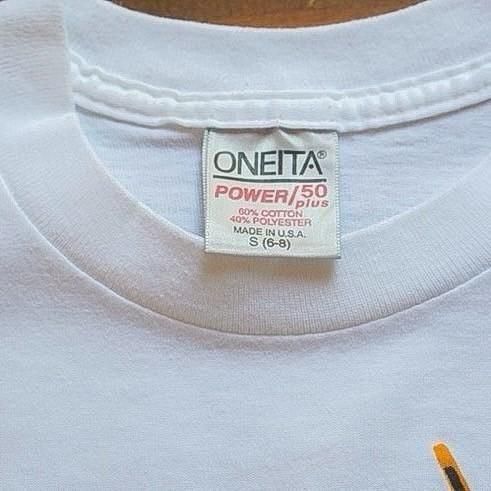 ONEITA®
POWER/50
plus
60% COTTON
40% POLYESTER
MADE IN U.S.A.
S (6-8)